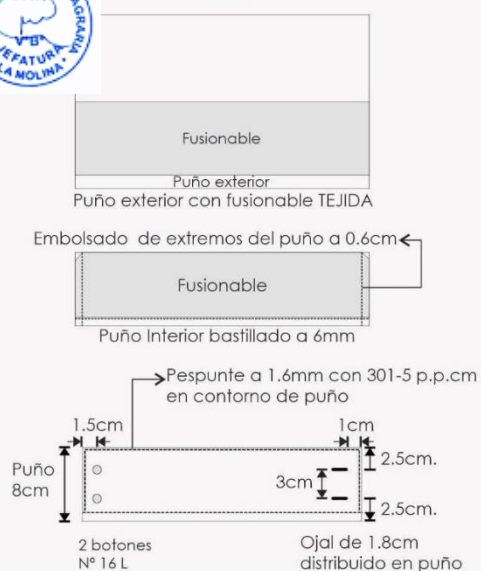 AGRARIA
V°B°
JEFATURA
LA MOLINA
Fusionable
Puño exterior
Puño exterior con fusionable TEJIDA
Embolsado de extremos del puño a 0.6cm
Fusionable
Puño Interior bastillado a 6mm
Pespunte a 1.6mm con 301-5 p.p.cm
en contorno de puño
1.5cm
1cm
Puño
8cm
3cm
2.5cm.
2.5cm.
2 botones
Nº 16 L
Ojal de 1.8cm
distribuido en puño